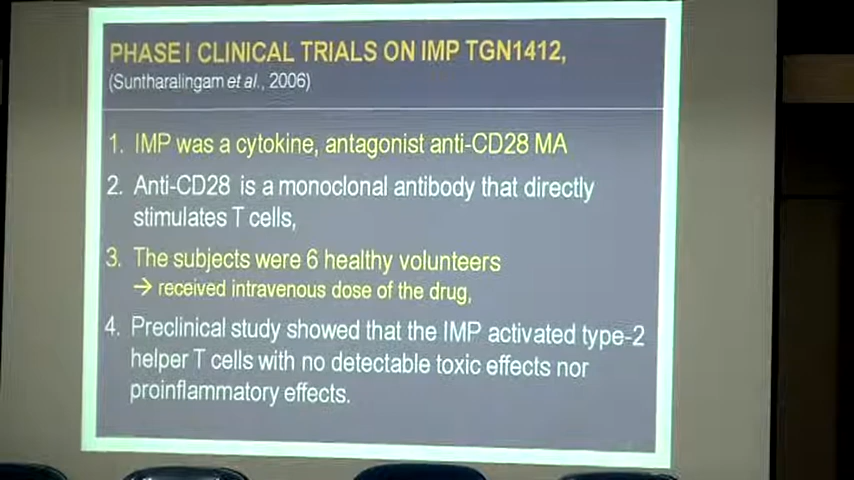 PHASE I CLINICAL TRIALS ON IMP TGN1412,
(Suntharalingam et al., 2006)
1. IMP was a cytokine, antagonist anti-CD28 MA
2. Anti-CD28 is a monoclonal antibody that directly
stimulates T cells,
3. The subjects were 6 healthy volunteers
→ received intravenous dose of the drug,
4. Preclinical study showed that the IMP activated type-2
helper T cells with no detectable toxic effects nor
proinflammatory effects.